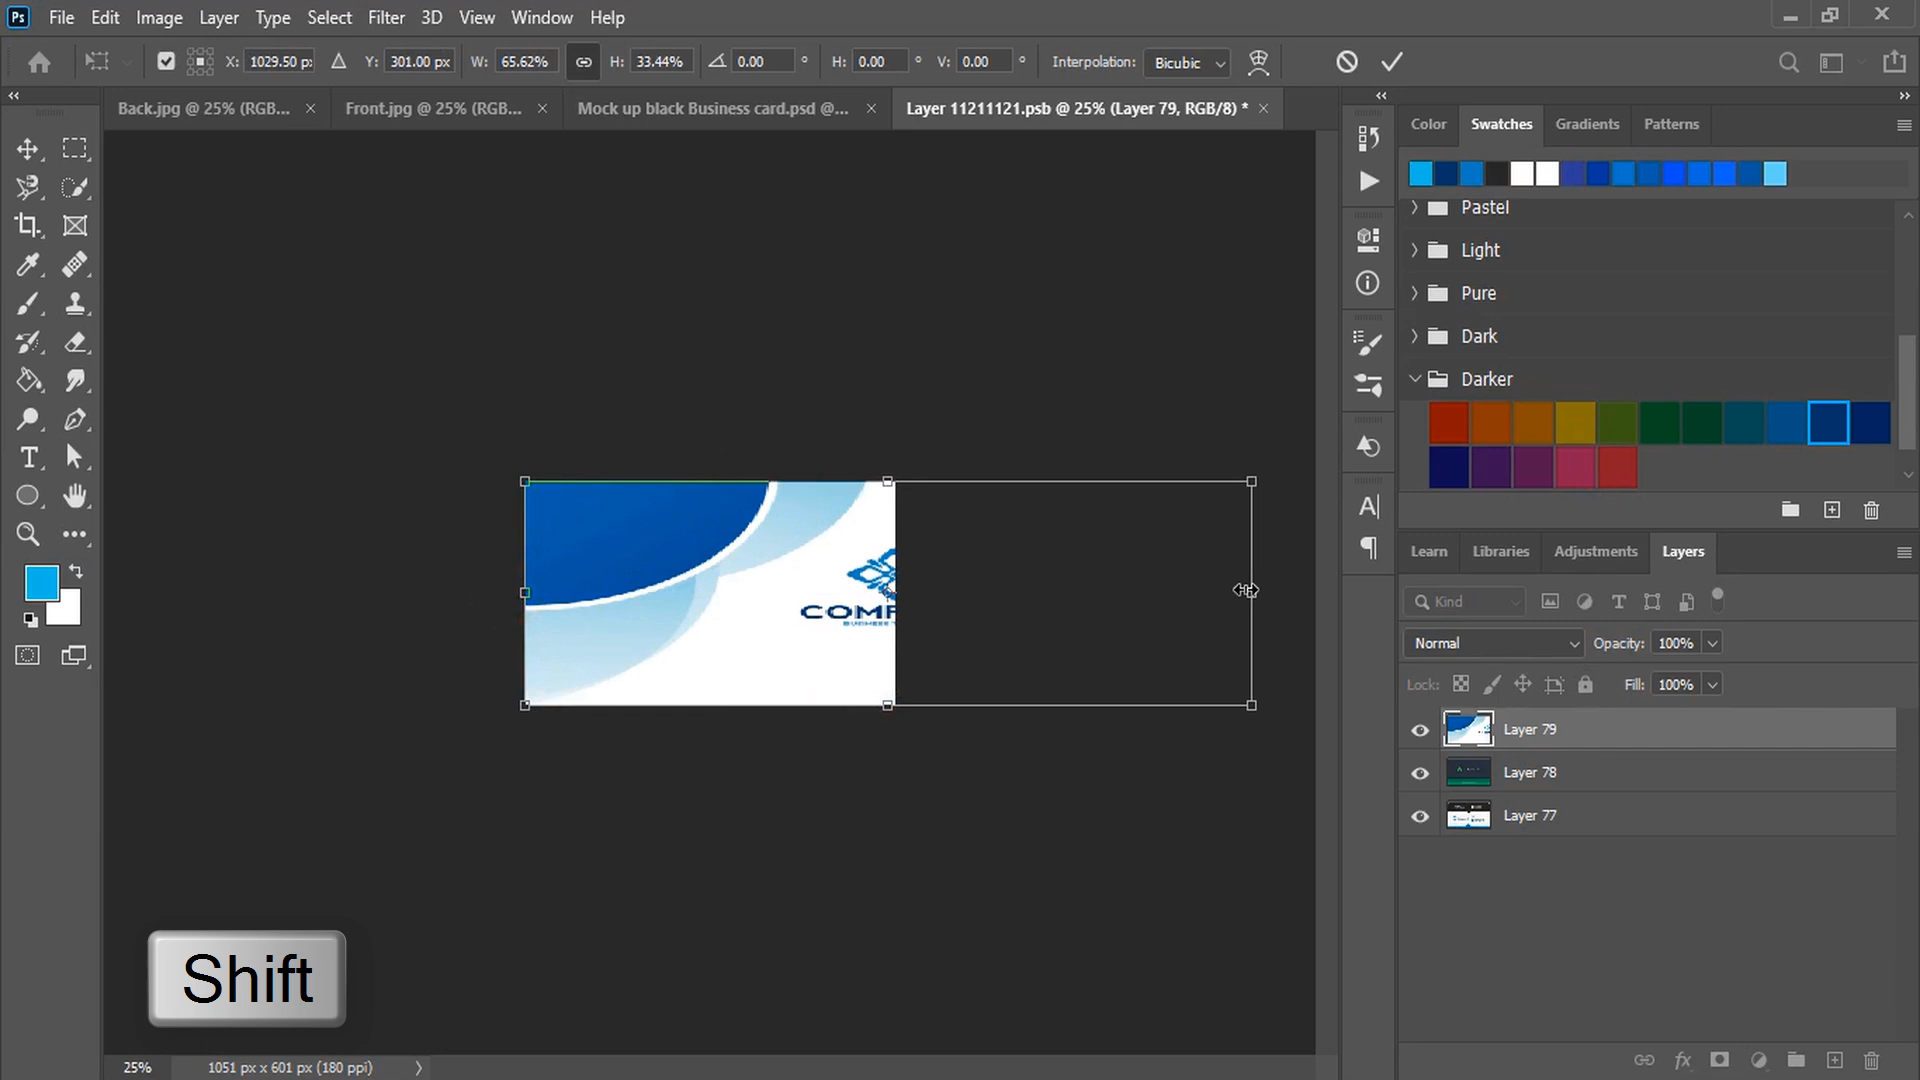 Ps File Edit Image Layer Type Select Filter 3D View Window Help
X: 1029.50 px Y: 301.00 px W: 65.62% H: 33.44% 0.00 ° H: 0.00 ° V: 0.00 ° Interpolation: Bicubic
Back.jpg @ 25% (RGB... × Front.jpg @ 25% (RGB... × Mock up black Business card.psd @... × Layer 11211121.psb @ 25% (Layer 79, RGB/8) * ×
Color Swatches Gradients Patterns
Pastel
Light
Pure
Dark
Darker
Learn Libraries Adjustments Layers
Kind
Normal Opacity: 100%
Lock: Fill: 100%
Layer 79
Layer 78
Layer 77
COMP
Shift
25% 1051 px x 601 px (180 ppi)